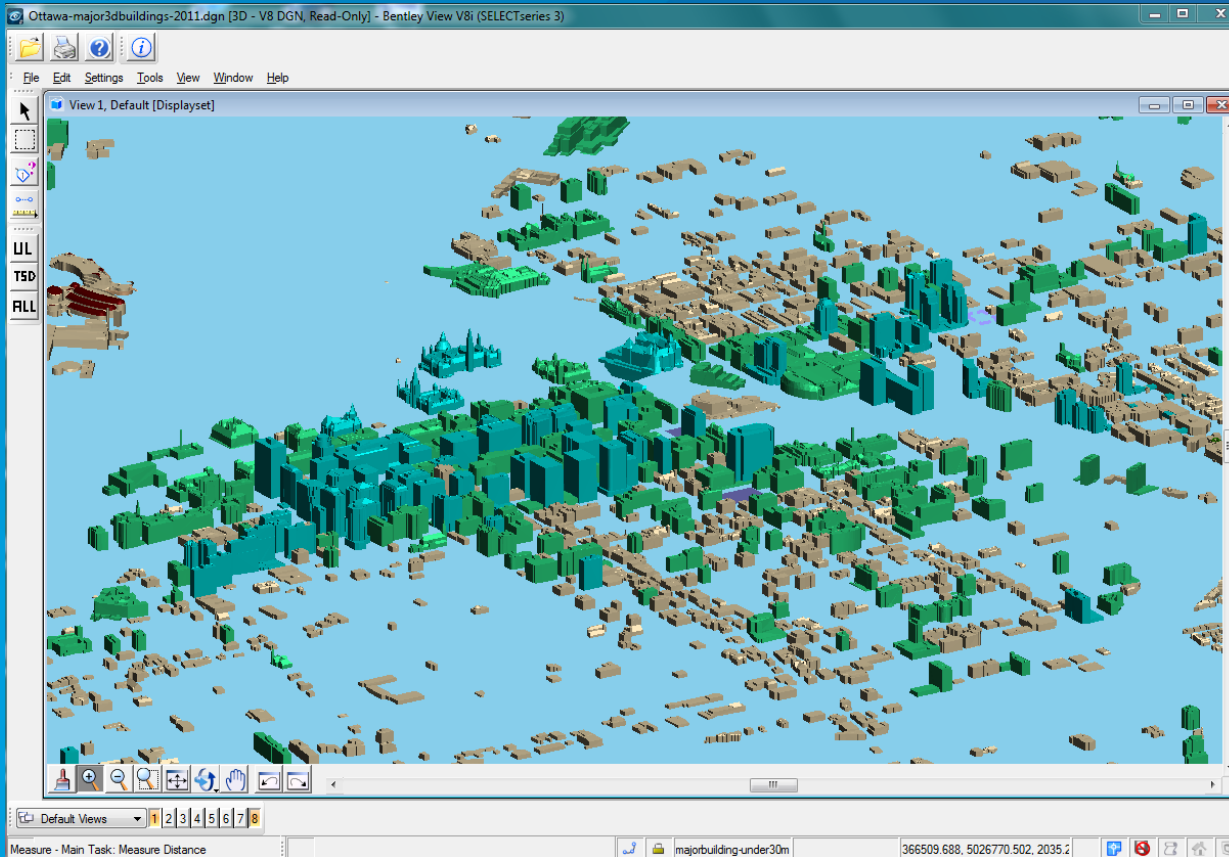 Ottawa-major3dbuildings-2011.dgn [3D - V8 DGN, Read-Only] - Bentley View V8i (SELECTseries 3)
File Edit Settings Tools View Window Help
View 1, Default [Displayset]
UL
TSD
ALL
Default Views 1 2 3 4 5 6 7 8
Measure - Main Task: Measure Distance majorbuilding-under30m 366509.688, 5026770.502, 2035.2